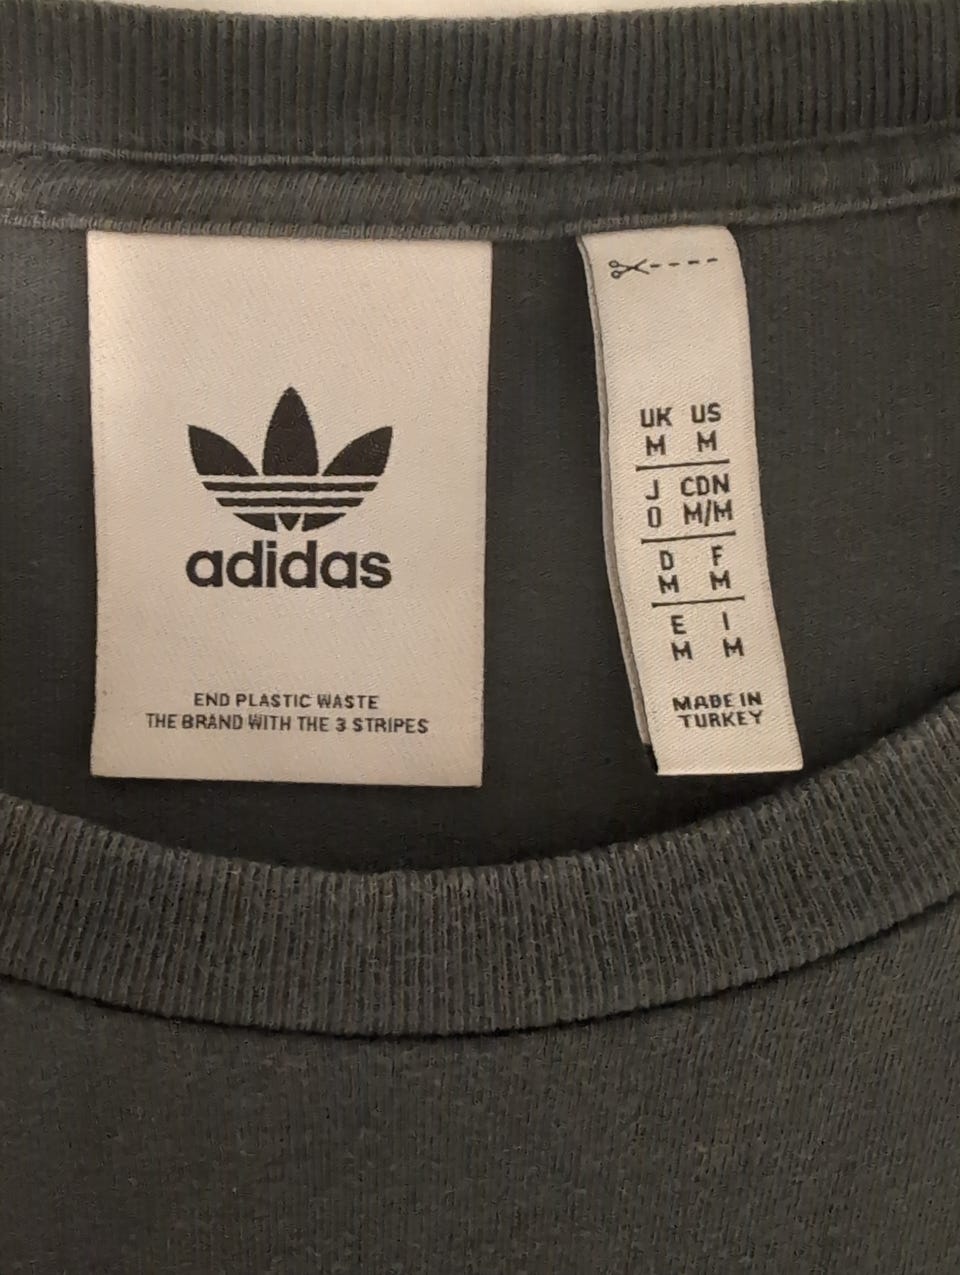 adidas
END PLASTIC WASTE
THE BRAND WITH THE 3 STRIPES
UK US
M M
J CDN
O M/M
D F
M M
E I
M M
MADE IN
TURKEY